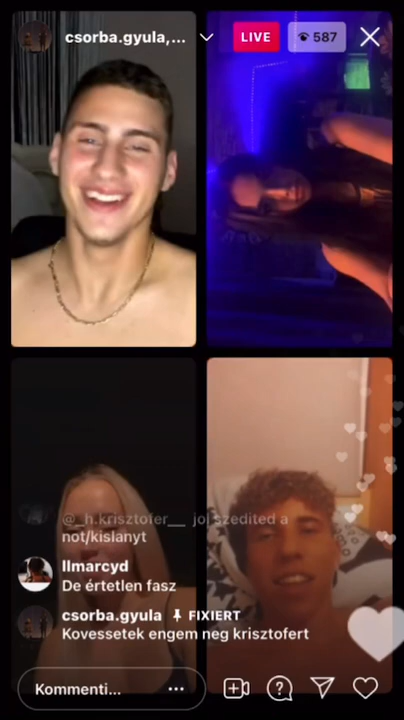 csorba.gyula,...
LIVE
587
@_h.krisztofer__ jol szedited a
not/kislanyt
llmarcyd
De értetlen fasz
csorba.gyula FIXIERT
Kovessetek engem neg krisztofert
Kommenti...